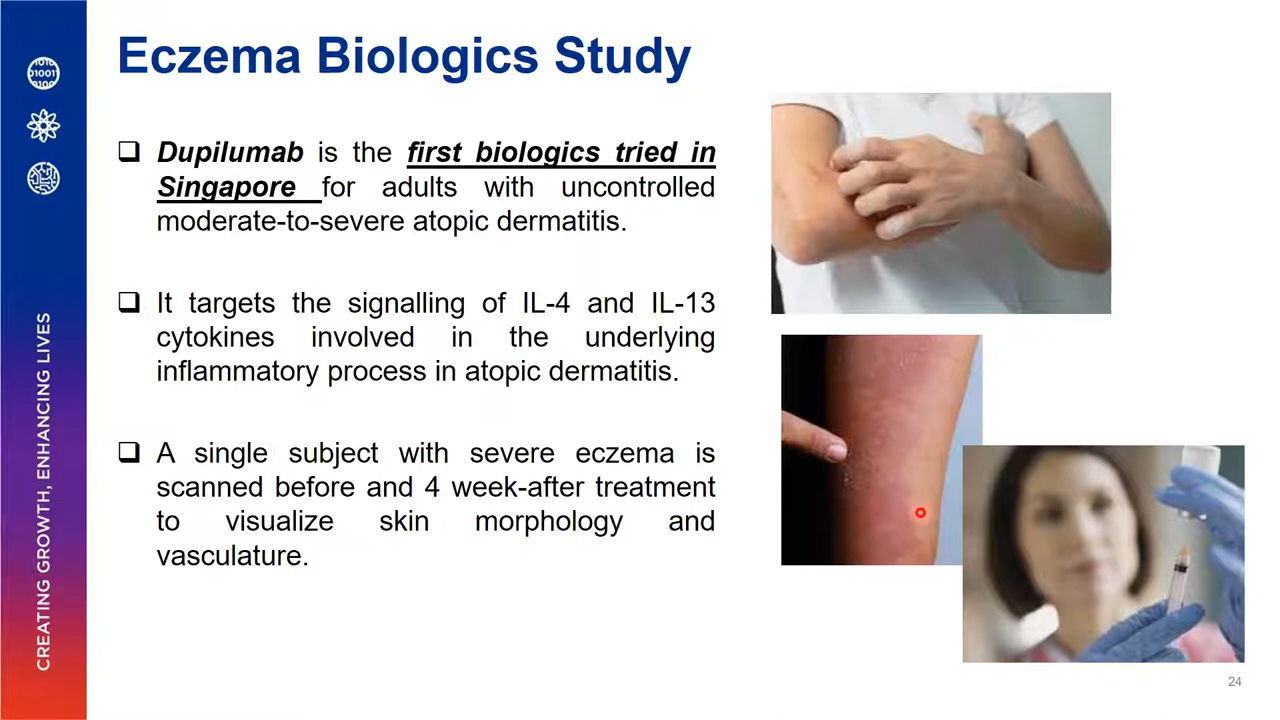 Eczema Biologics Study
Dupilumab is the first biologics tried in
Singapore for adults with uncontrolled
moderate-to-severe atopic dermatitis.
It targets the signalling of IL-4 and IL-13
cytokines involved in the underlying
inflammatory process in atopic dermatitis.
A single subject with severe eczema is
scanned before and 4 week-after treatment
to visualize skin morphology and
vasculature.
CREATING GROWTH, ENHANCING LIVES
24